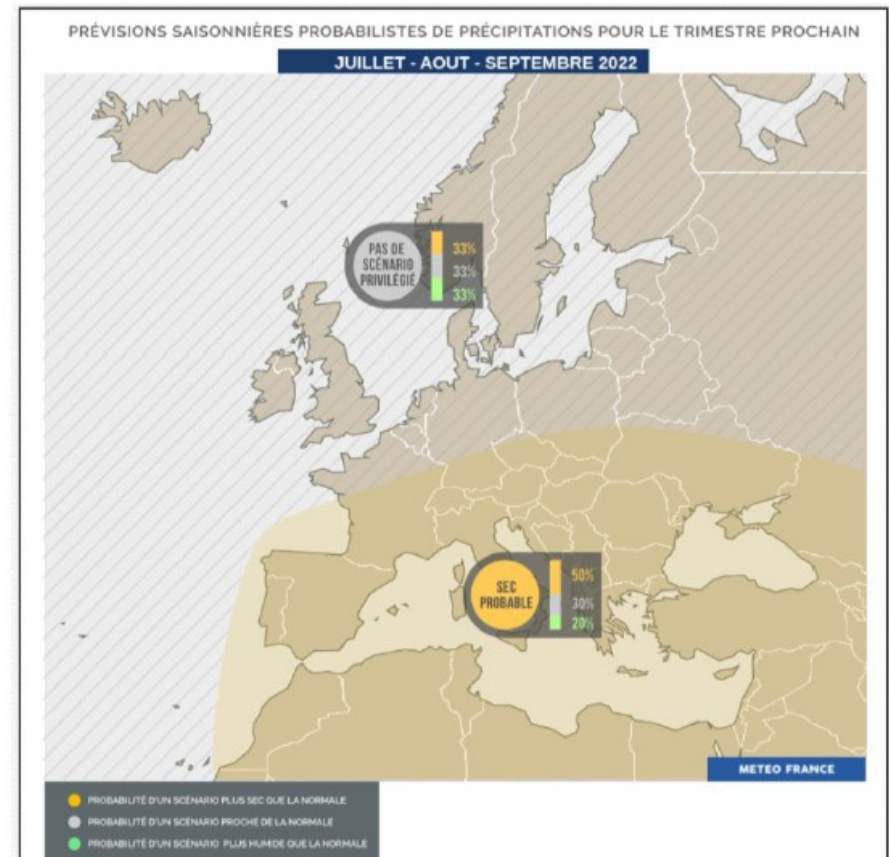 PRÉVISIONS SAISONNIÈRES PROBABILISTES DE PRÉCIPITATIONS POUR LE TRIMESTRE PROCHAIN
JUILLET - AOUT - SEPTEMBRE 2022
PAS DE
SCÉNARIO
PRIVILÉGIÉ
33%
33%
33%
SEC
PROBABLE
50%
30%
20%
METEO FRANCE
PROBABILITÉ D'UN SCÉNARIO PLUS SEC QUE LA NORMALE
PROBABILITÉ D'UN SCÉNARIO PROCHE DE LA NORMALE
PROBABILITÉ D'UN SCÉNARIO PLUS HUMIDE QUE LA NORMALE